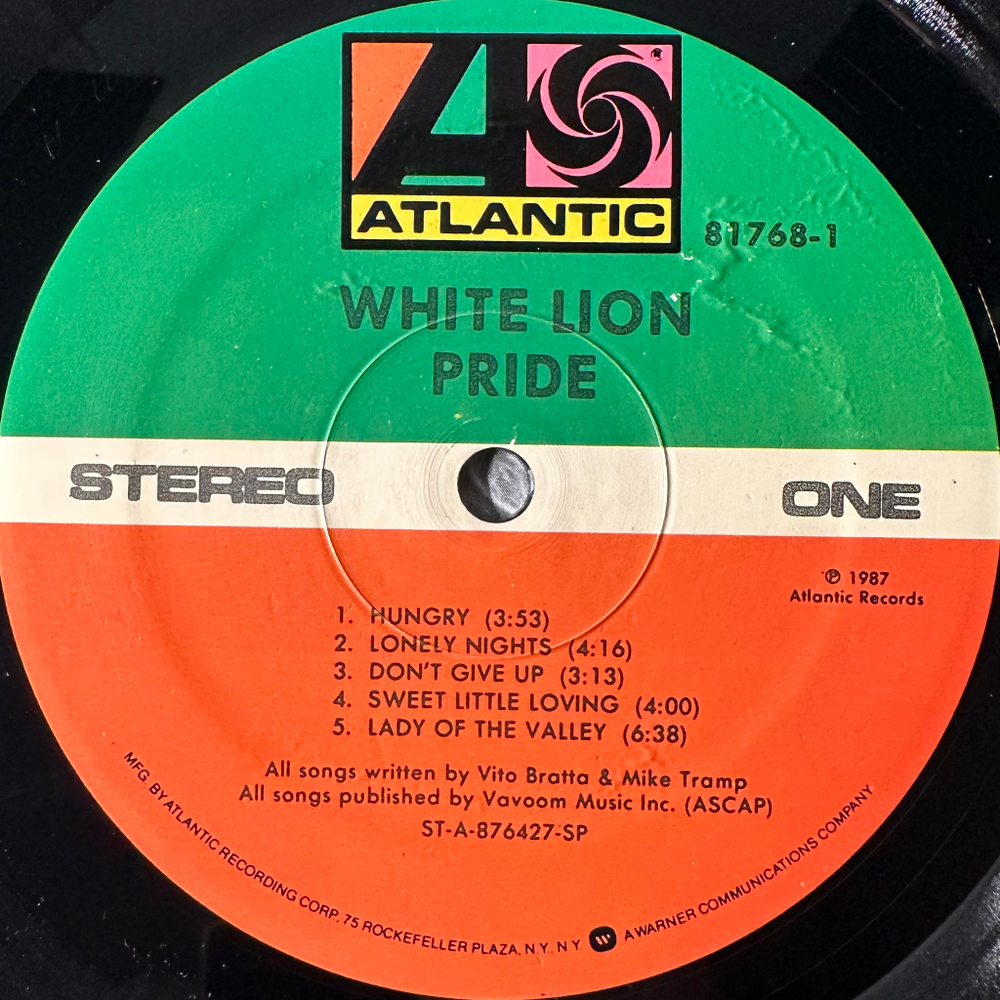 ATLANTIC
81768-1
WHITE LION
PRIDE
STEREO
ONE
℗ 1987
Atlantic Records
1. HUNGRY (3:53)
2. LONELY NIGHTS (4:16)
3. DON'T GIVE UP (3:13)
4. SWEET LITTLE LOVING (4:00)
5. LADY OF THE VALLEY (6:38)
All songs written by Vito Bratta & Mike Tramp
All songs published by Vavoom Music Inc. (ASCAP)
ST-A-876427-SP
MFG. BY ATLANTIC RECORDING CORP. 75 ROCKEFELLER PLAZA, N.Y., N.Y. A WARNER COMMUNICATIONS COMPANY